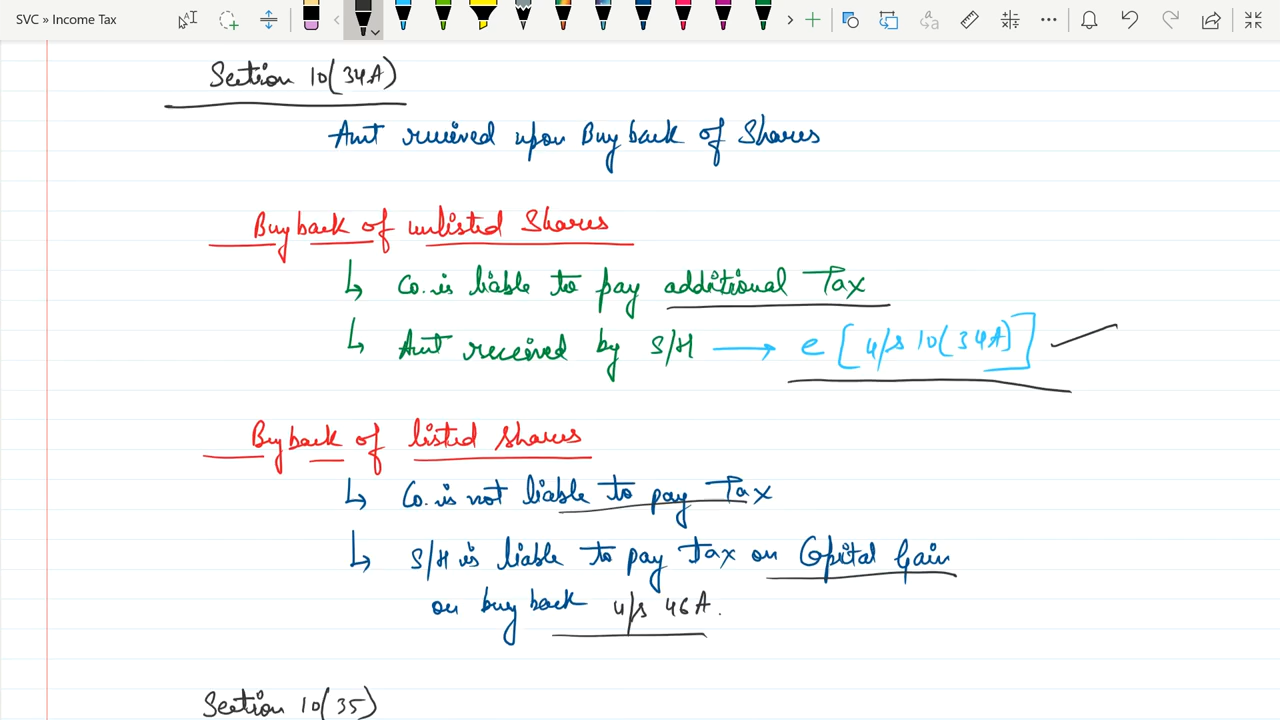 SVC » Income Tax
Section 10(34A)
Amt received upon Buy back of Shares
Buy back of unlisted Shares
↳ Co. is liable to pay additional Tax
↳ Amt received by S/H → e [u/s 10(34A)]
Buy back of listed shares
↳ Co. is not liable to pay Tax
↳ S/H is liable to pay Tax on Capital Gain
on buy back u/s 46A.
Section 10(35)